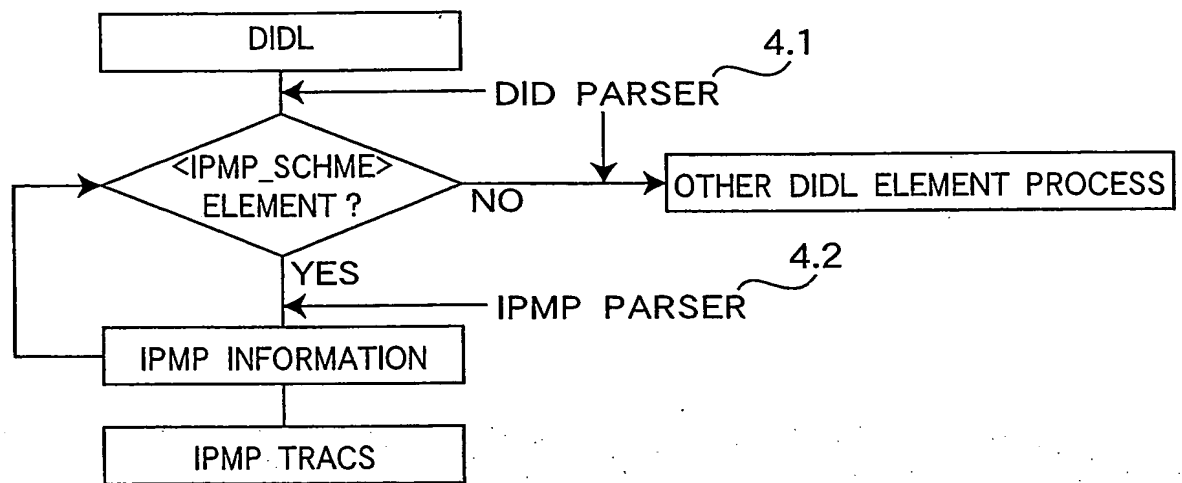 DIDL
4.1
DID PARSER
<IPMP_SCHME>
ELEMENT ?
NO
OTHER DIDL ELEMENT PROCESS
YES
4.2
IPMP PARSER
IPMP INFORMATION
IPMP TRACS